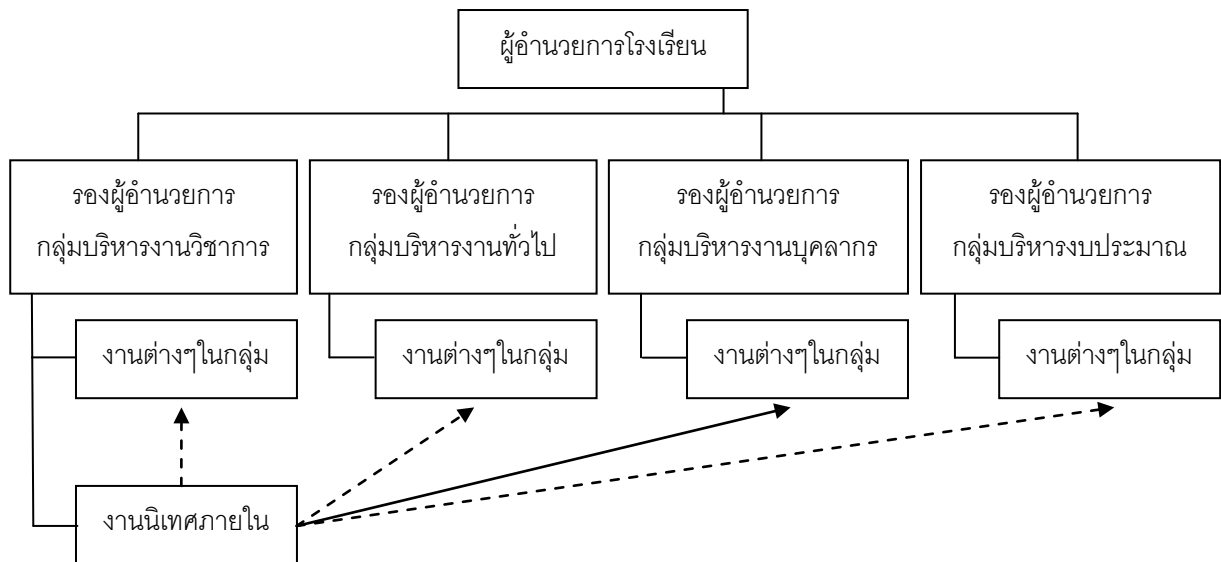 ผู้อำนวยการโรงเรียน
รองผู้อำนวยการ
กลุ่มบริหารงานวิชาการ
รองผู้อำนวยการ
กลุ่มบริหารงานทั่วไป
รองผู้อำนวยการ
กลุ่มบริหารงานบุคลากร
รองผู้อำนวยการ
กลุ่มบริหารงบประมาณ
งานต่างๆในกลุ่ม
งานต่างๆในกลุ่ม
งานต่างๆในกลุ่ม
งานต่างๆในกลุ่ม
งานนิเทศภายใน